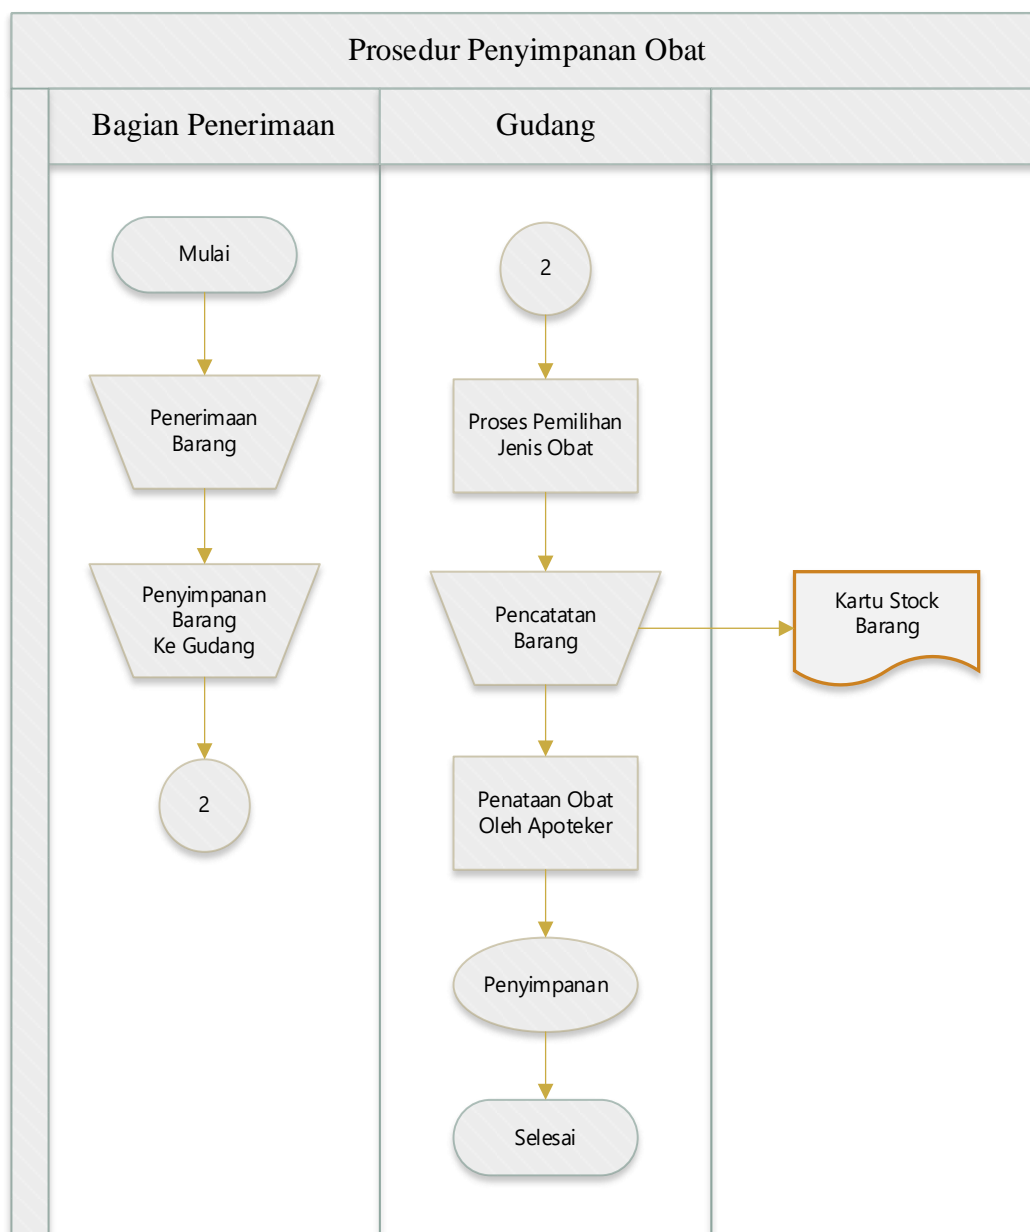 Prosedur Penyimpanan Obat
Bagian Penerimaan
Gudang
Mulai
Penerimaan
Barang
Penyimpanan
Barang
Ke Gudang
2
2
Proses Pemilihan
Jenis Obat
Pencatatan
Barang
Kartu Stock
Barang
Penataan Obat
Oleh Apoteker
Penyimpanan
Selesai